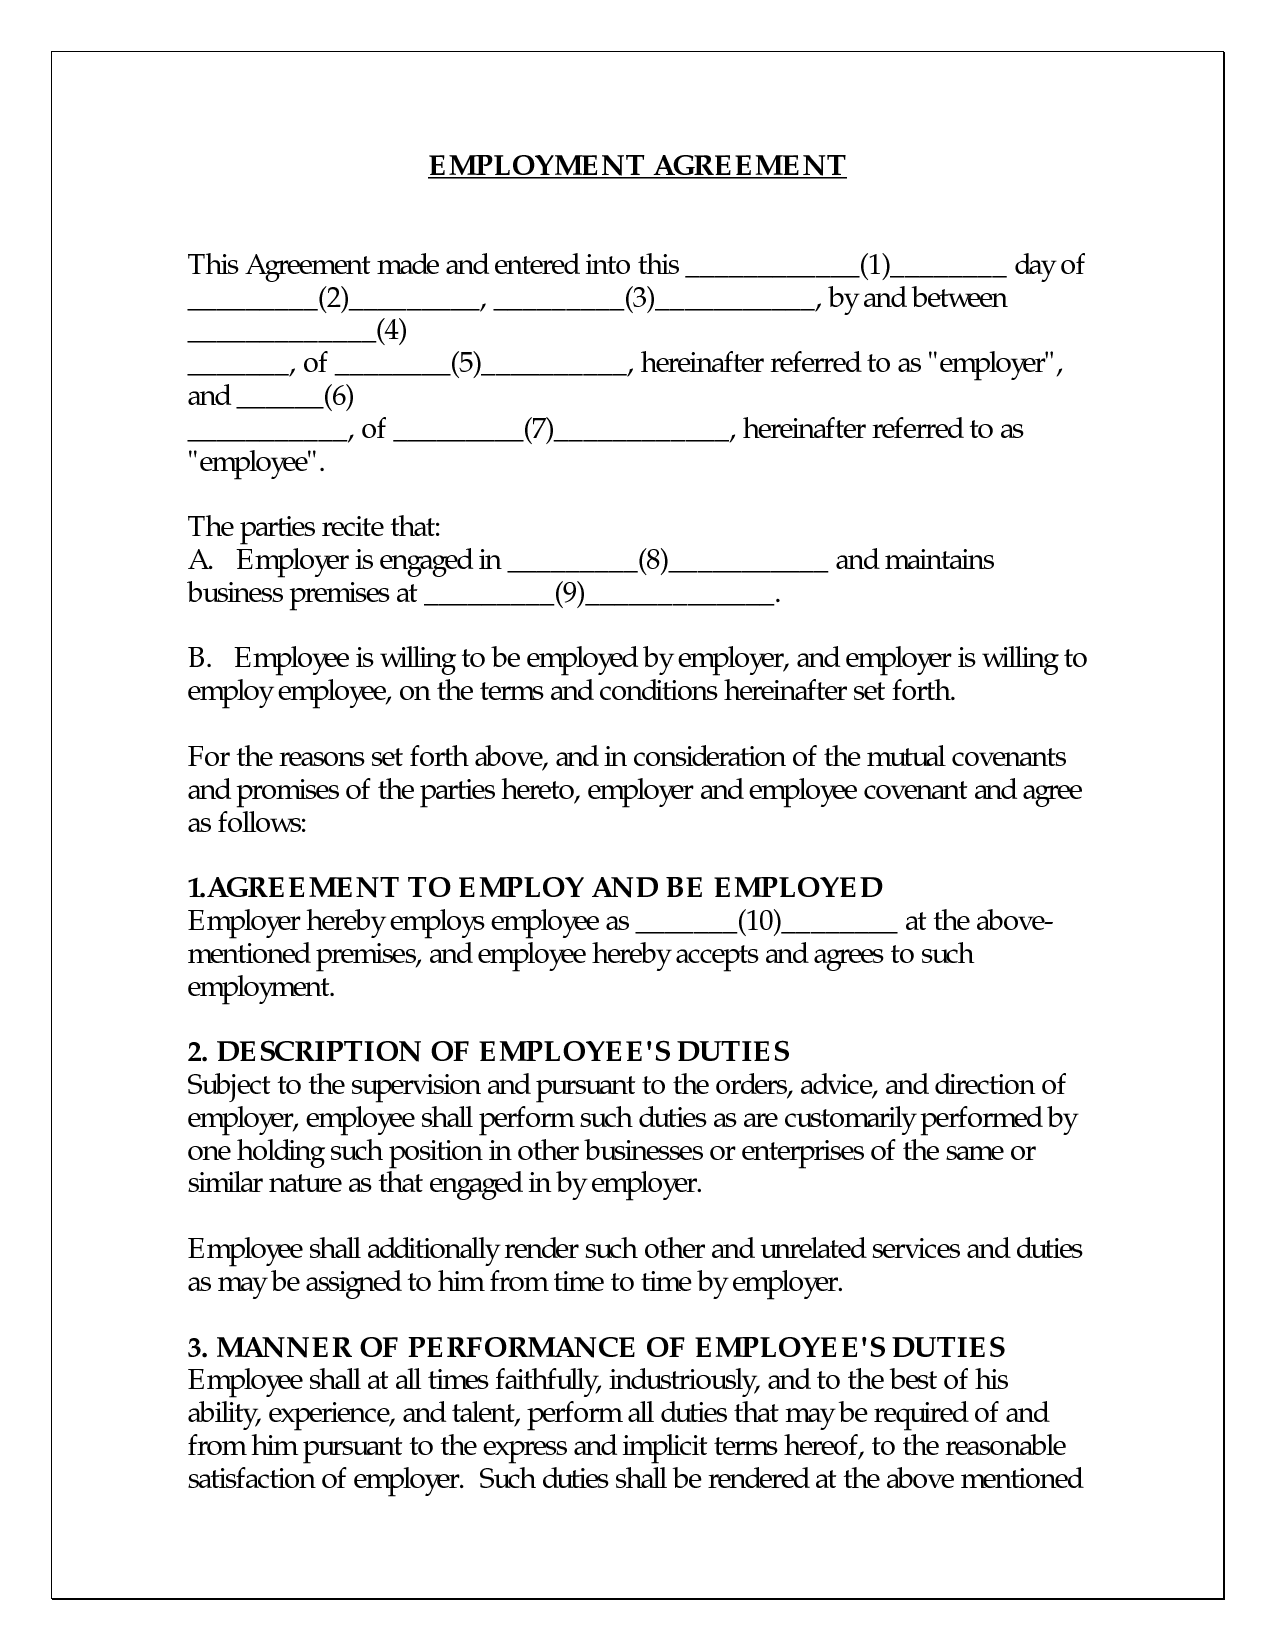 EMPLOYMENT AGREEMENT
This Agreement made and entered into this ____________(1)________ day of
_________(2)_________, _________(3)___________, by and between
_____________(4)
_______, of ________(5)__________, hereinafter referred to as "employer",
and ______(6)
___________, of _________(7)____________, hereinafter referred to as
"employee".
The parties recite that:
A. Employer is engaged in _________(8)___________ and maintains
business premises at _________(9)_____________.
B. Employee is willing to be employed by employer, and employer is willing to
employ employee, on the terms and conditions hereinafter set forth.
For the reasons set forth above, and in consideration of the mutual covenants
and promises of the parties hereto, employer and employee covenant and agree
as follows:
1.AGREEMENT TO EMPLOY AND BE EMPLOYED
Employer hereby employs employee as _______(10)________ at the above-
mentioned premises, and employee hereby accepts and agrees to such
employment.
2. DESCRIPTION OF EMPLOYEE'S DUTIES
Subject to the supervision and pursuant to the orders, advice, and direction of
employer, employee shall perform such duties as are customarily performed by
one holding such position in other businesses or enterprises of the same or
similar nature as that engaged in by employer.
Employee shall additionally render such other and unrelated services and duties
as may be assigned to him from time to time by employer.
3. MANNER OF PERFORMANCE OF EMPLOYEE'S DUTIES
Employee shall at all times faithfully, industriously, and to the best of his
ability, experience, and talent, perform all duties that may be required of and
from him pursuant to the express and implicit terms hereof, to the reasonable
satisfaction of employer. Such duties shall be rendered at the above mentioned